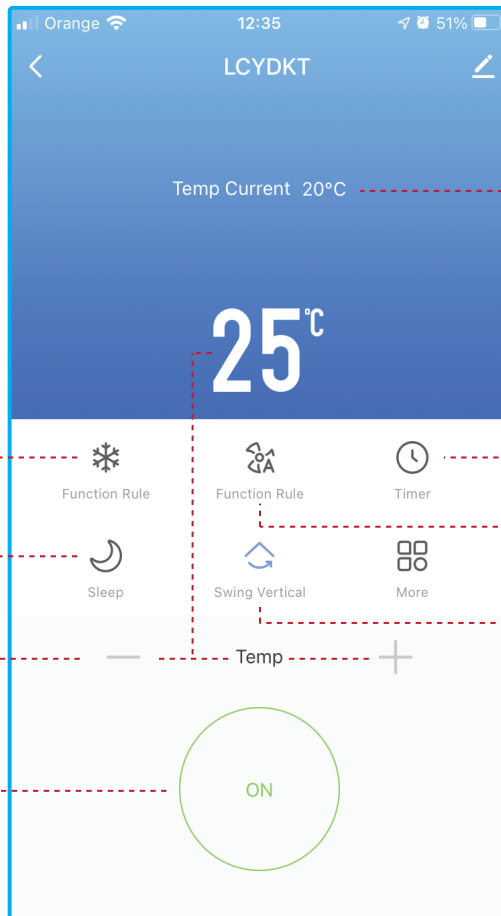 Orange 12:35 51%
LCYDKT
Temp Current 20°C
25°C
Function Rule Function Rule Timer
A
Sleep Swing Vertical More
Temp
ON